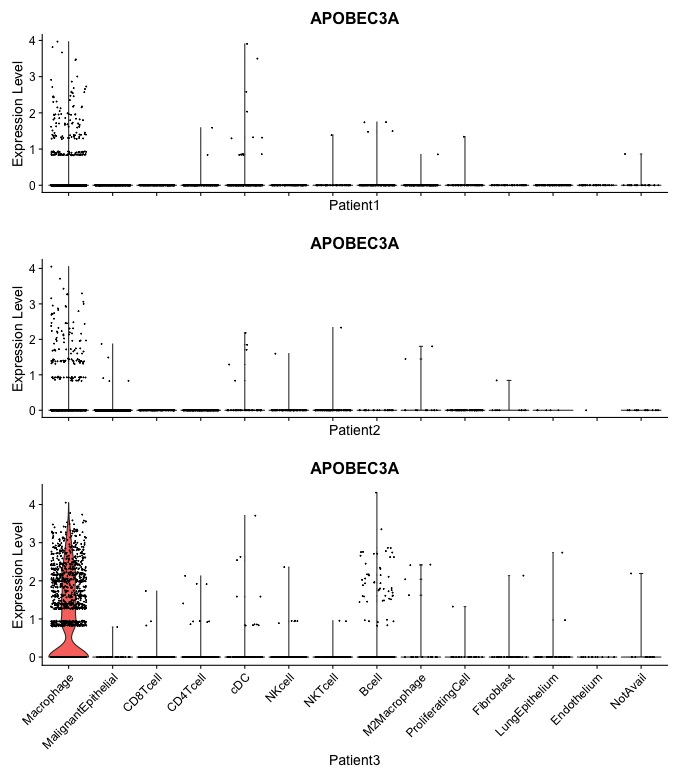 APOBEC3A
Expression Level
4
3
2
1
0
Patient1
APOBEC3A
Expression Level
4
3
2
1
0
Patient2
APOBEC3A
Expression Level
4
3
2
1
0
Macrophage
MalignantEpithelial
CD8Tcell
CD4Tcell
cDC
NKcell
NKTcell
Bcell
M2Macrophage
ProliferatingCell
Fibroblast
LungEpithelium
Endothelium
NotAvail
Patient3